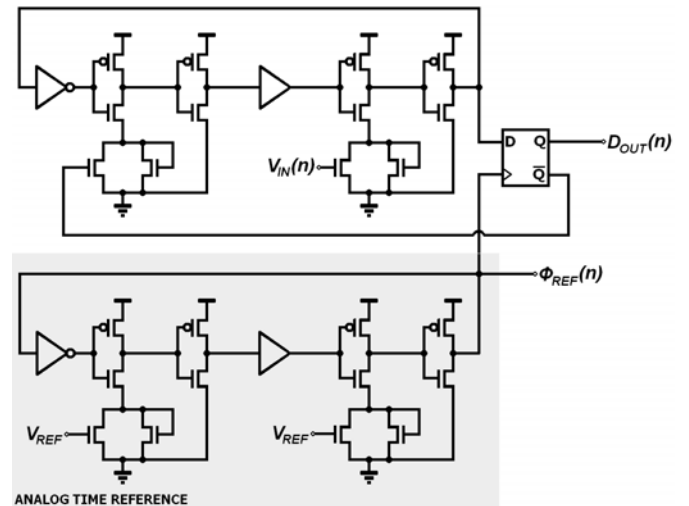 D Q
Q̅
D_OUT(n)
V_IN(n)
Φ_REF(n)
V_REF
V_REF
ANALOG TIME REFERENCE